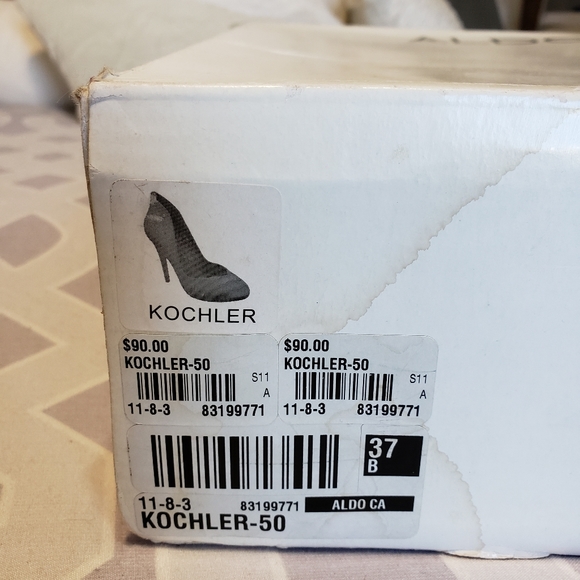 ALDO
KOCHLER
$90.00
KOCHLER-50
S11
A
11-8-3 83199771
$90.00
KOCHLER-50
S11
A
11-8-3 83199771
37
B
11-8-3 83199771 ALDO CA
KOCHLER-50